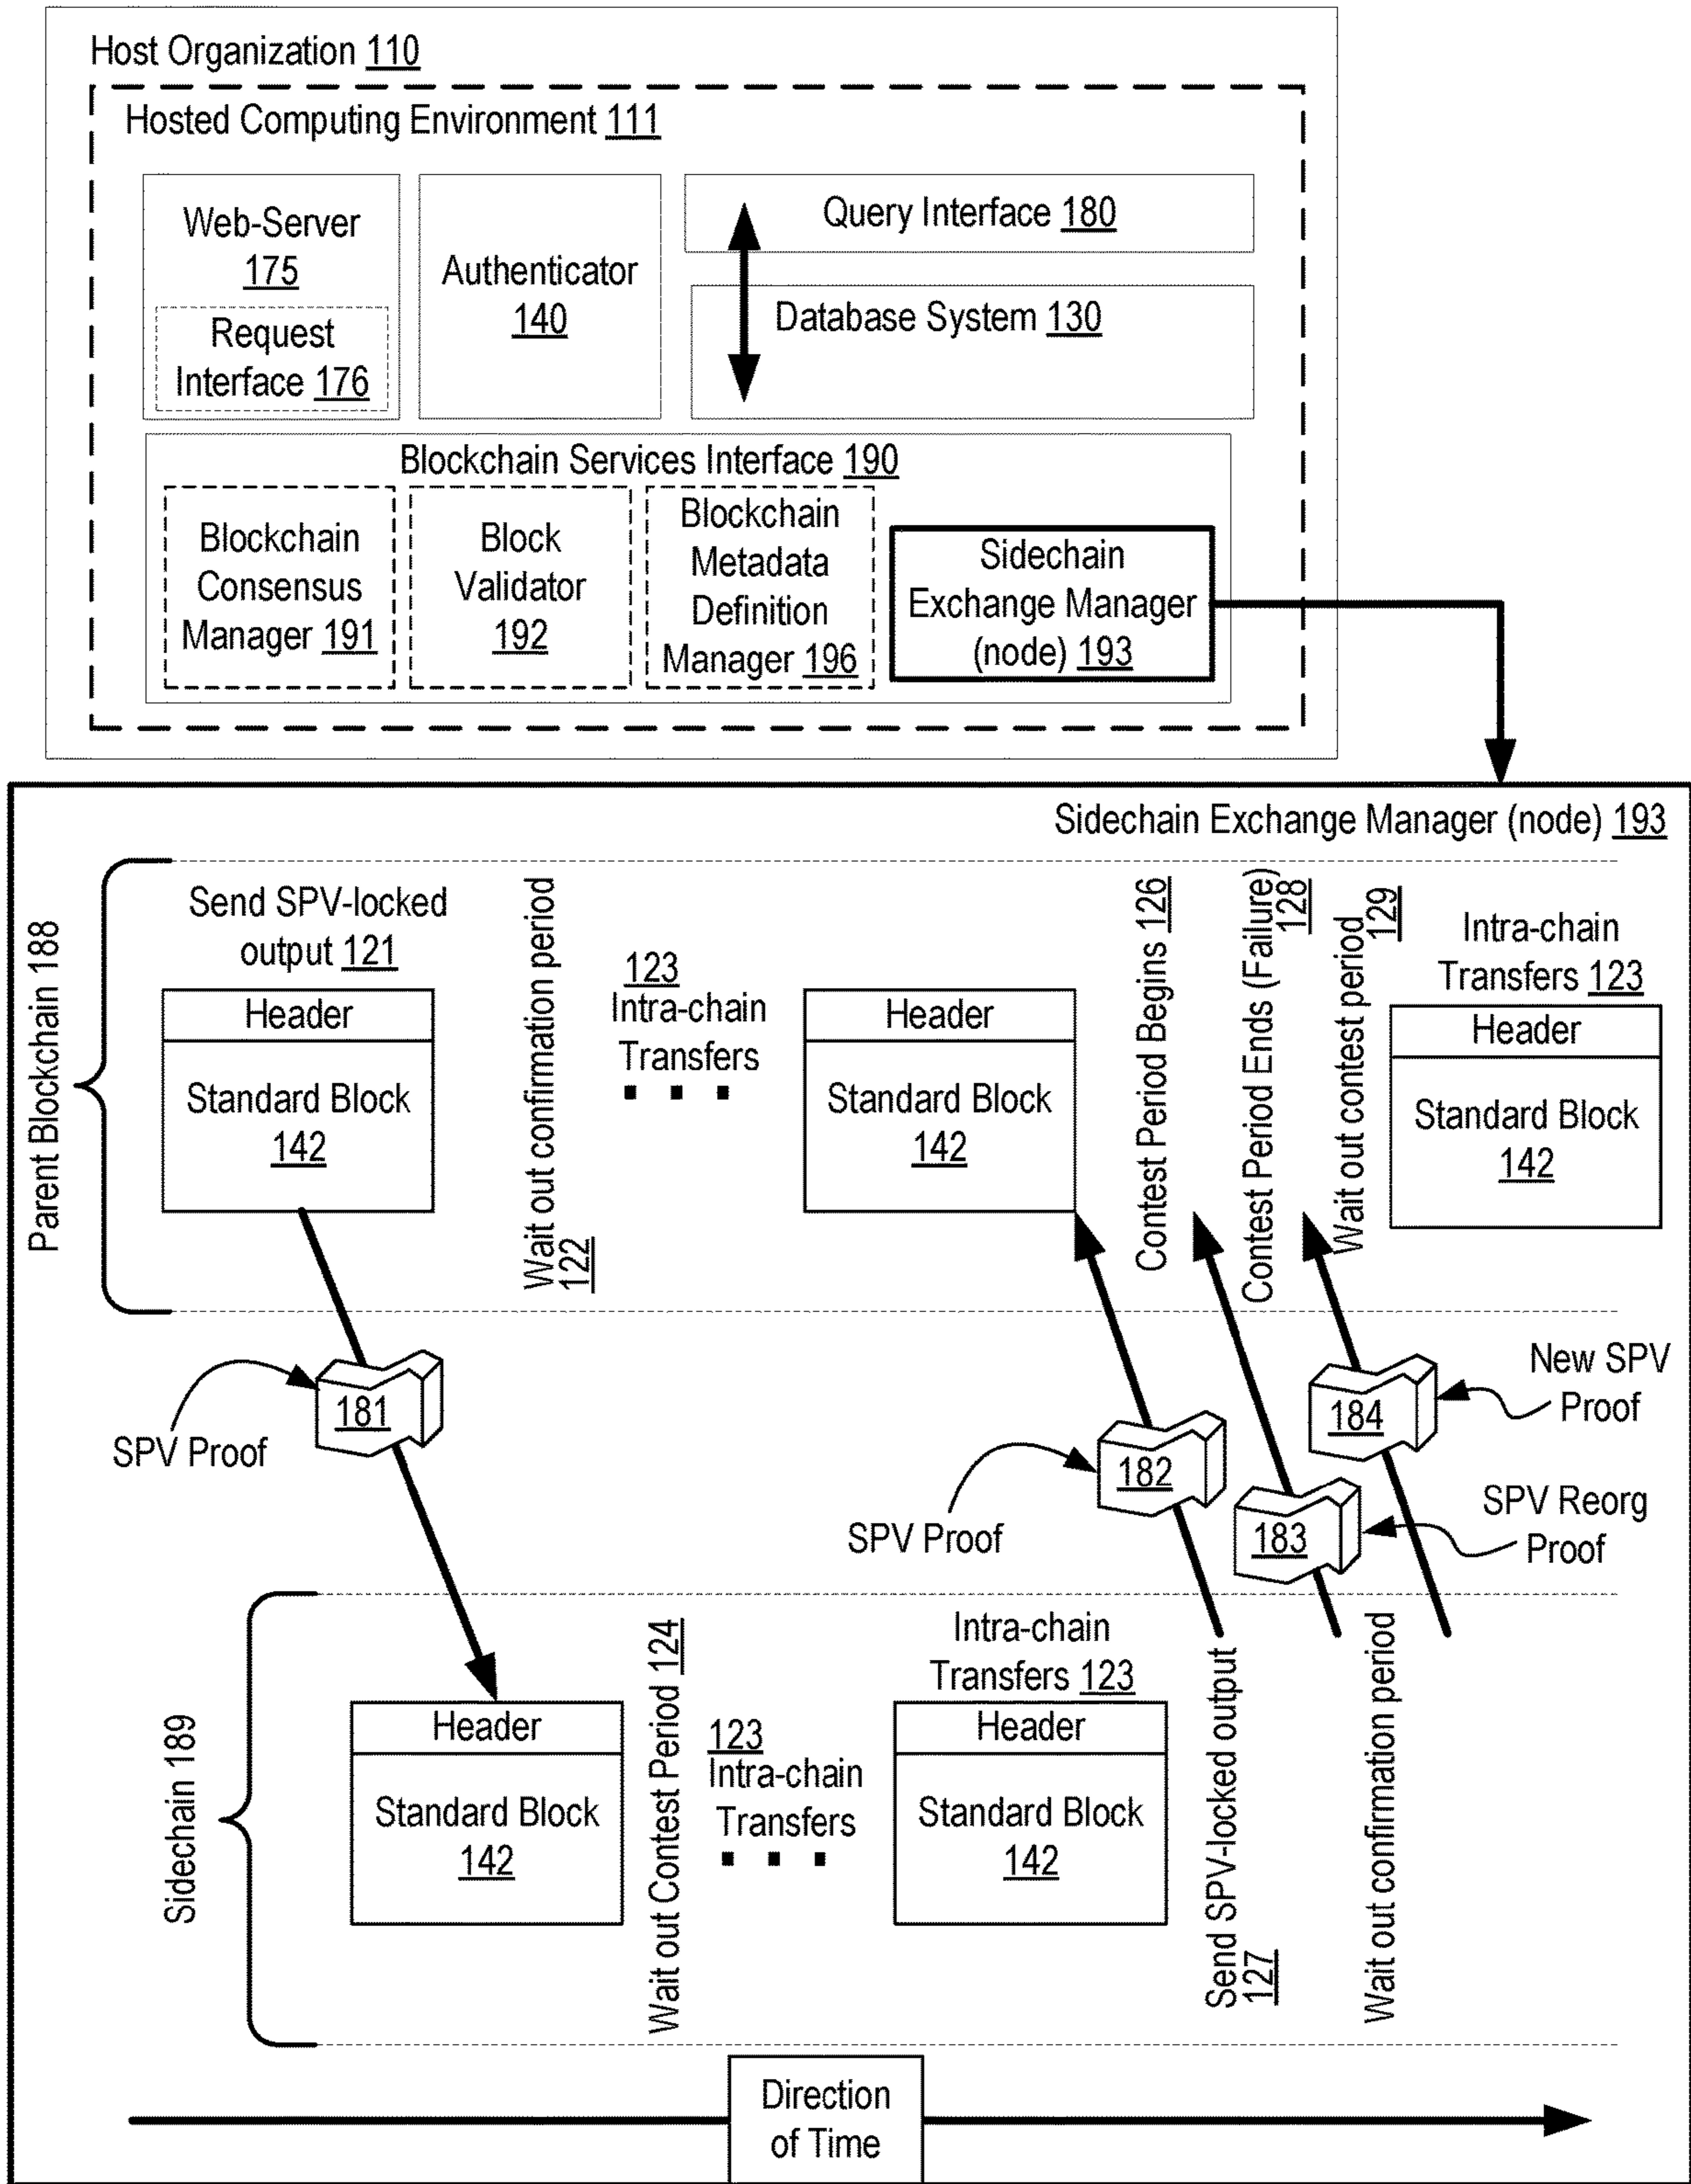 Host Organization 110
Hosted Computing Environment 111
Web-Server
175
Request
Interface 176
Authenticator
140
Query Interface 180
Database System 130
Blockchain Services Interface 190
Blockchain
Consensus
Manager 191
Block
Validator
192
Blockchain
Metadata
Definition
Manager 196
Sidechain
Exchange Manager
(node) 193
Sidechain Exchange Manager (node) 193
Parent Blockchain 188
Send SPV-locked
output 121
Header
Standard Block
142
Wait out confirmation period
122
123
Intra-chain
Transfers
Header
Standard Block
142
Contest Period Begins 126
Contest Period Ends (Failure)
128
Wait out contest period
129
Intra-chain
Transfers 123
Header
Standard Block
142
SPV Proof
181
SPV Proof
182
183
184
New SPV
Proof
SPV Reorg
Proof
Sidechain 189
Header
Standard Block
142
Wait out Contest Period 124
123
Intra-chain
Transfers
Intra-chain
Transfers 123
Header
Standard Block
142
Send SPV-locked output
127
Wait out confirmation period
Direction
of Time